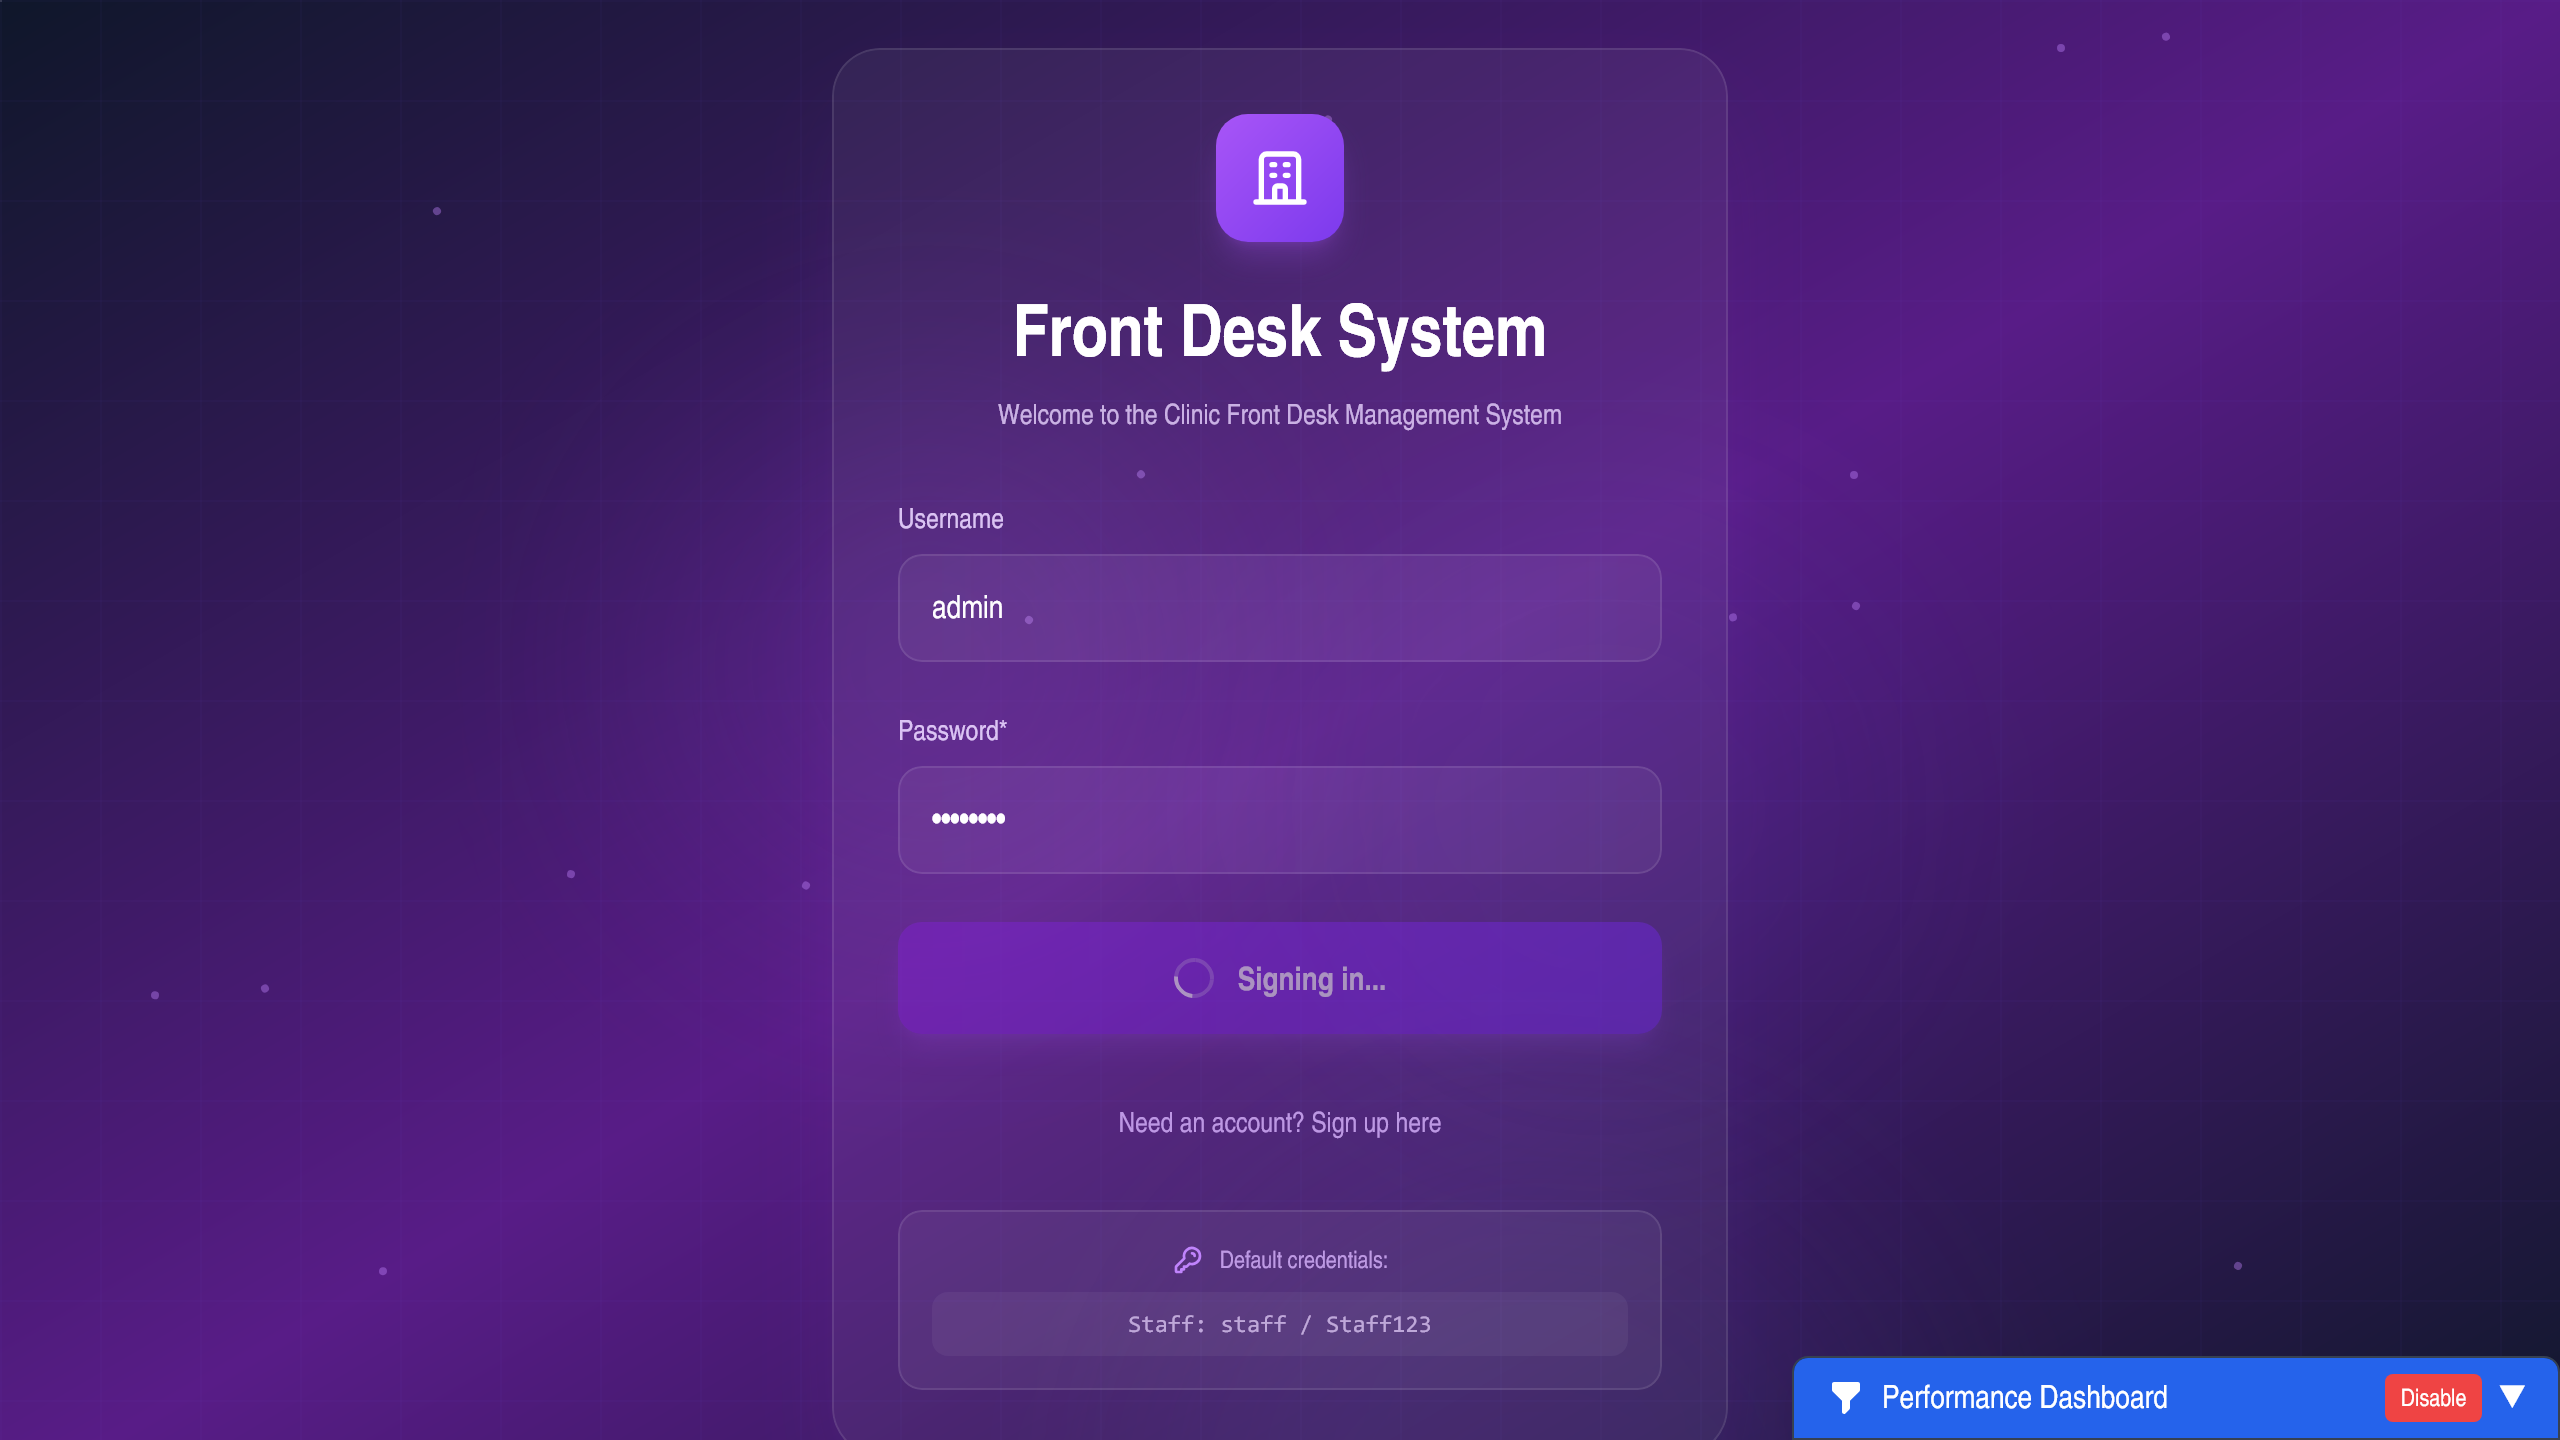 Front Desk System
Welcome to the Clinic Front Desk Management System
Username
admin
Password*
••••••••
Signing in...
Need an account? Sign up here
Default credentials:
Staff: staff / Staff123
Performance Dashboard
Disable